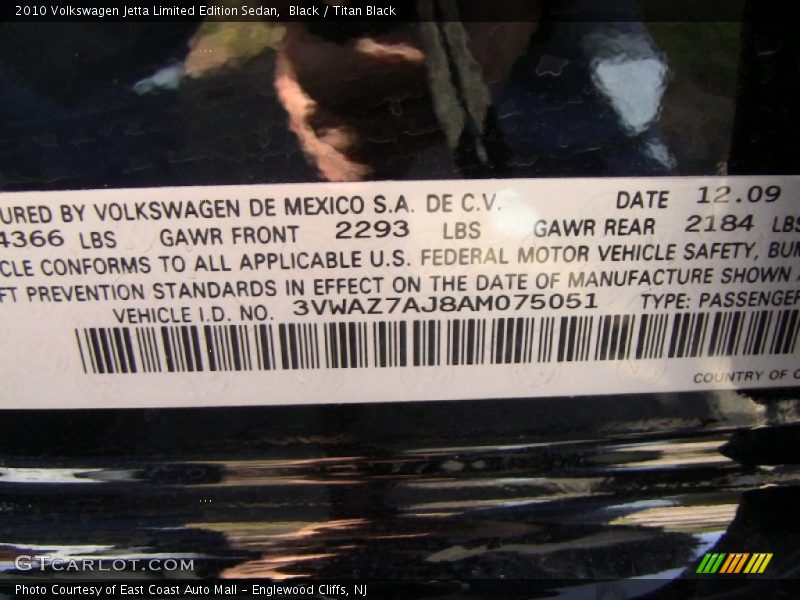 2010 Volkswagen Jetta Limited Edition Sedan,  Black / Titan Black
URED BY VOLKSWAGEN DE MEXICO S.A. DE C.V. DATE 12.09
4366 LBS GAWR FRONT 2293 LBS GAWR REAR 2184 LBS
CLE CONFORMS TO ALL APPLICABLE U.S. FEDERAL MOTOR VEHICLE SAFETY, BUM
FT PREVENTION STANDARDS IN EFFECT ON THE DATE OF MANUFACTURE SHOWN A
VEHICLE I.D. NO. 3VWAZ7AJ8AM075051 TYPE: PASSENGER
COUNTRY OF
GTCARLOT.COM
Photo Courtesy of East Coast Auto Mall - Englewood Cliffs, NJ